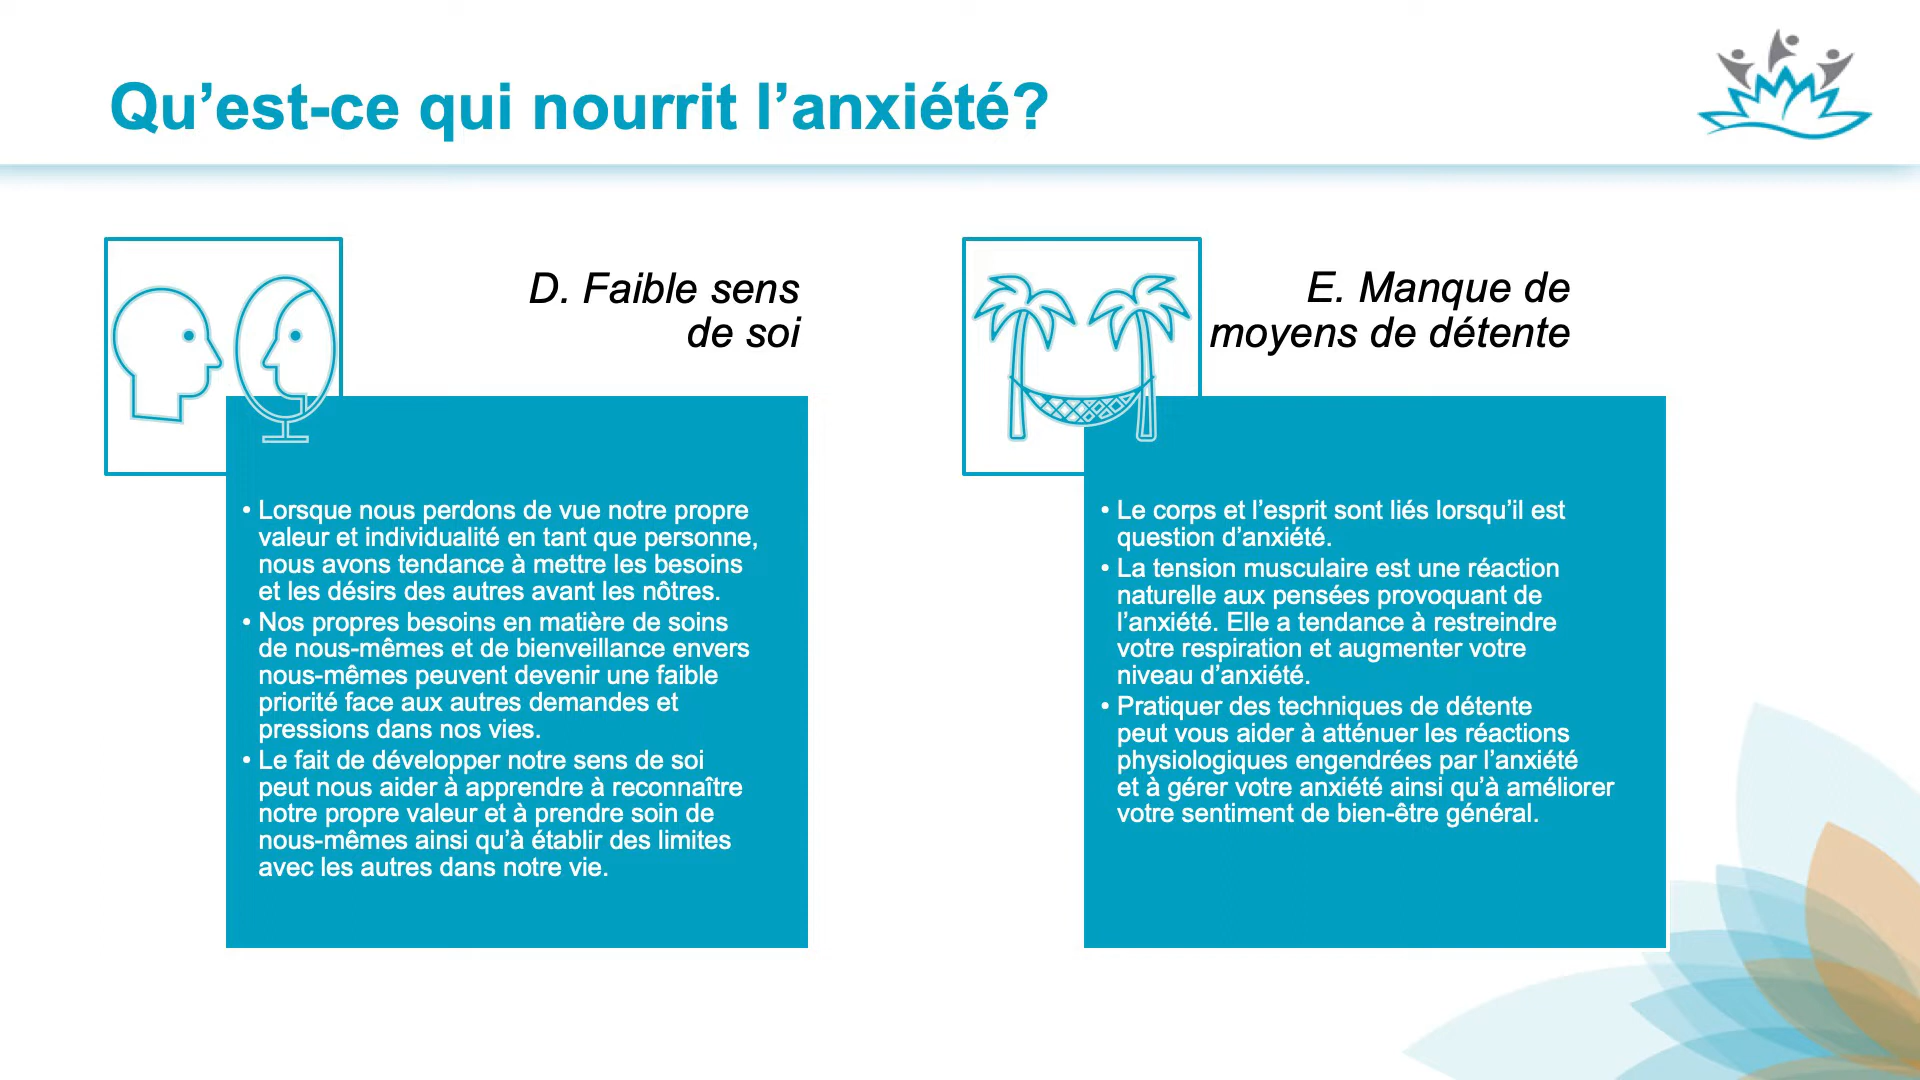 Qu’est-ce qui nourrit l’anxiété?
D. Faible sens
de soi
• Lorsque nous perdons de vue notre propre
valeur et individualité en tant que personne,
nous avons tendance à mettre les besoins
et les désirs des autres avant les nôtres.
• Nos propres besoins en matière de soins
de nous-mêmes et de bienveillance envers
nous-mêmes peuvent devenir une faible
priorité face aux autres demandes et
pressions dans nos vies.
• Le fait de développer notre sens de soi
peut nous aider à apprendre à reconnaître
notre propre valeur et à prendre soin de
nous-mêmes ainsi qu’à établir des limites
avec les autres dans notre vie.
E. Manque de
moyens de détente
• Le corps et l’esprit sont liés lorsqu’il est
question d’anxiété.
• La tension musculaire est une réaction
naturelle aux pensées provoquant de
l’anxiété. Elle a tendance à restreindre
votre respiration et augmenter votre
niveau d’anxiété.
• Pratiquer des techniques de détente
peut vous aider à atténuer les réactions
physiologiques engendrées par l’anxiété
et à gérer votre anxiété ainsi qu’à améliorer
votre sentiment de bien-être général.